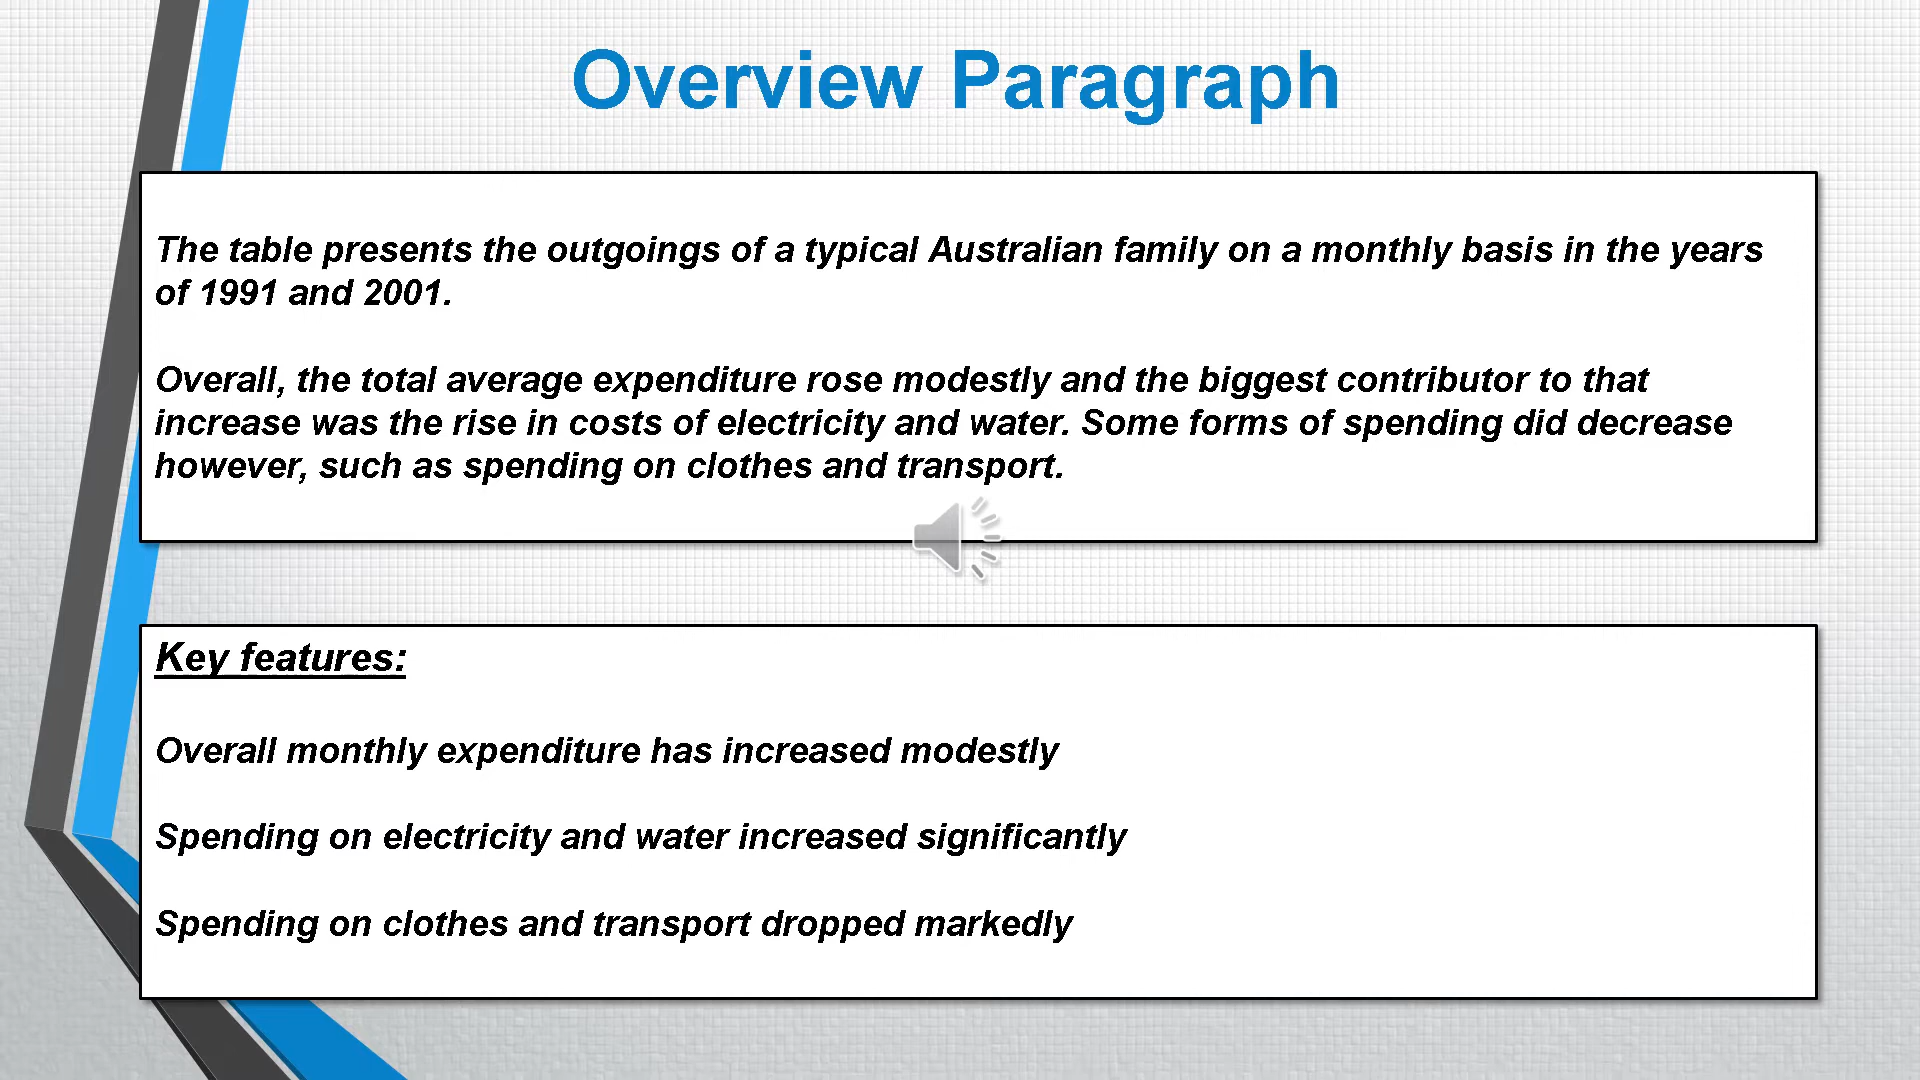 Overview Paragraph
The table presents the outgoings of a typical Australian family on a monthly basis in the years
of 1991 and 2001.
Overall, the total average expenditure rose modestly and the biggest contributor to that
increase was the rise in costs of electricity and water. Some forms of spending did decrease
however, such as spending on clothes and transport.
Key features:
Overall monthly expenditure has increased modestly
Spending on electricity and water increased significantly
Spending on clothes and transport dropped markedly